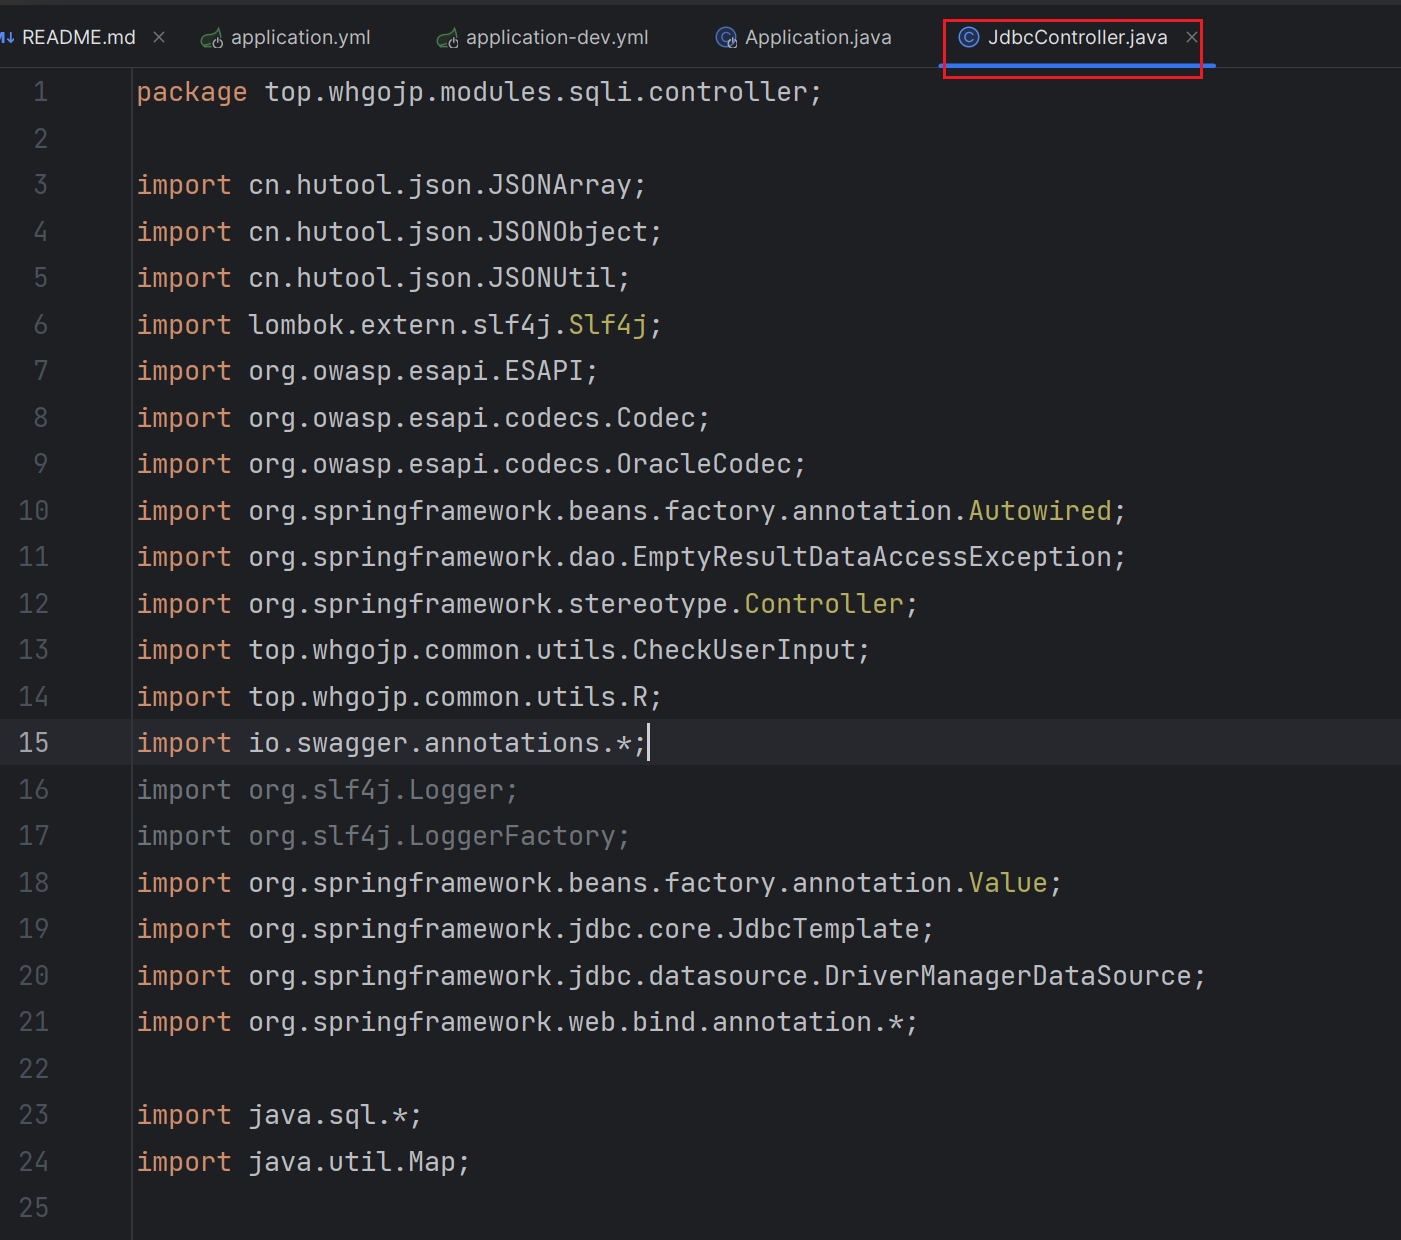 README.md application.yml application-dev.yml Application.java JdbcController.java
1 package top.whgojp.modules.sqli.controller;
2
3 import cn.hutool.json.JSONArray;
4 import cn.hutool.json.JSONObject;
5 import cn.hutool.json.JSONUtil;
6 import lombok.extern.slf4j.Slf4j;
7 import org.owasp.esapi.ESAPI;
8 import org.owasp.esapi.codecs.Codec;
9 import org.owasp.esapi.codecs.OracleCodec;
10 import org.springframework.beans.factory.annotation.Autowired;
11 import org.springframework.dao.EmptyResultDataAccessException;
12 import org.springframework.stereotype.Controller;
13 import top.whgojp.common.utils.CheckUserInput;
14 import top.whgojp.common.utils.R;
15 import io.swagger.annotations.*;
16 import org.slf4j.Logger;
17 import org.slf4j.LoggerFactory;
18 import org.springframework.beans.factory.annotation.Value;
19 import org.springframework.jdbc.core.JdbcTemplate;
20 import org.springframework.jdbc.datasource.DriverManagerDataSource;
21 import org.springframework.web.bind.annotation.*;
22
23 import java.sql.*;
24 import java.util.Map;
25